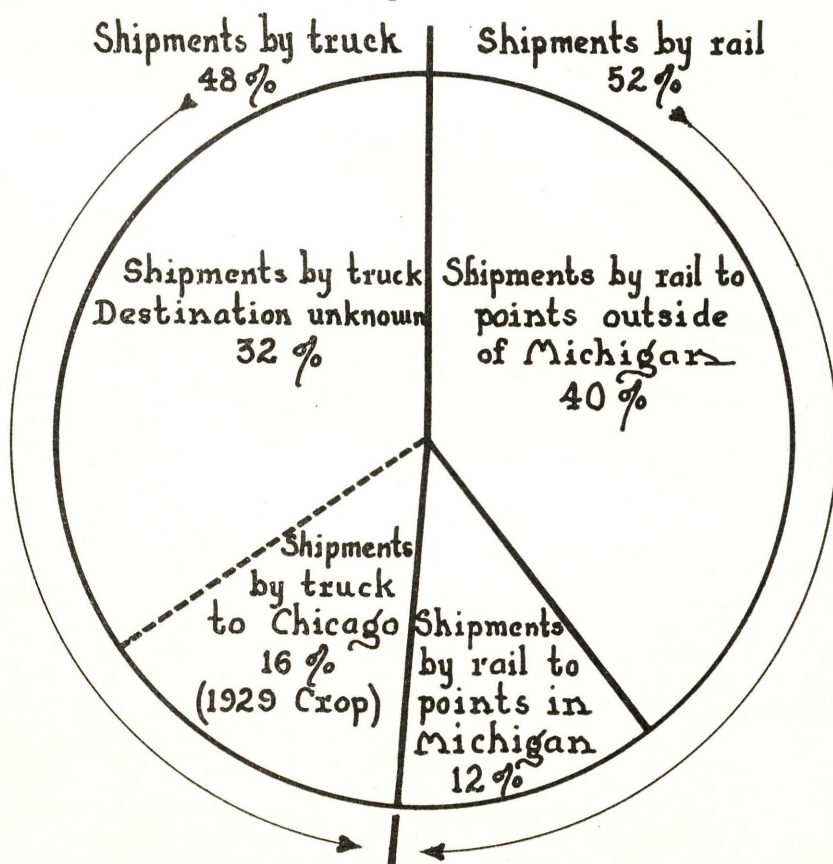 Shipments by truck
48%
Shipments by rail
52%
Shipments by truck
Destination unknown
32%
Shipments by rail to
points outside
of Michigan
40%
Shipments
by truck
to Chicago
16%
(1929 Crop)
Shipments
by rail to
points in
Michigan
12%